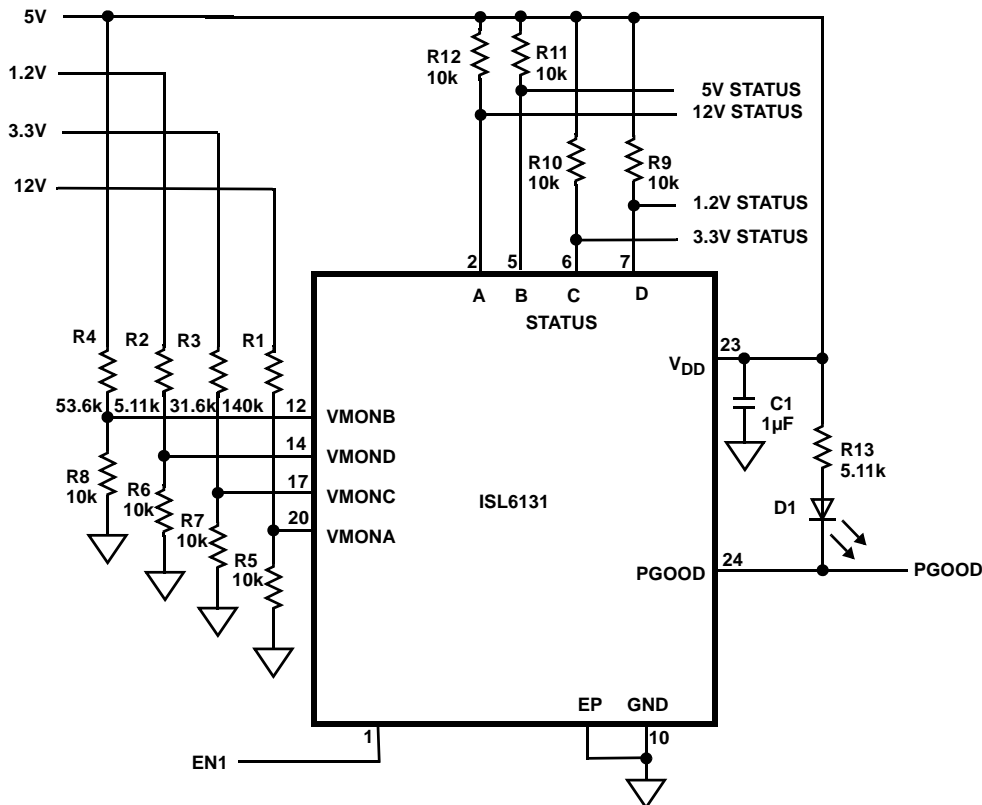 5V
R12
10k
R11
10k
1.2V
5V STATUS
12V STATUS
3.3V
R10
10k
R9
10k
12V
1.2V STATUS
3.3V STATUS
2
5
6
7
A
B
C
D
STATUS
R4
R2
R3
R1
23
VDD
53.6k
5.11k
31.6k
140k
12
VMONB
C1
1µF
R13
5.11k
14
VMOND
R8
10k
R6
10k
17
VMONC
ISL6131
D1
R7
10k
20
VMONA
R5
10k
PGOOD
24
PGOOD
EP
GND
1
10
EN1